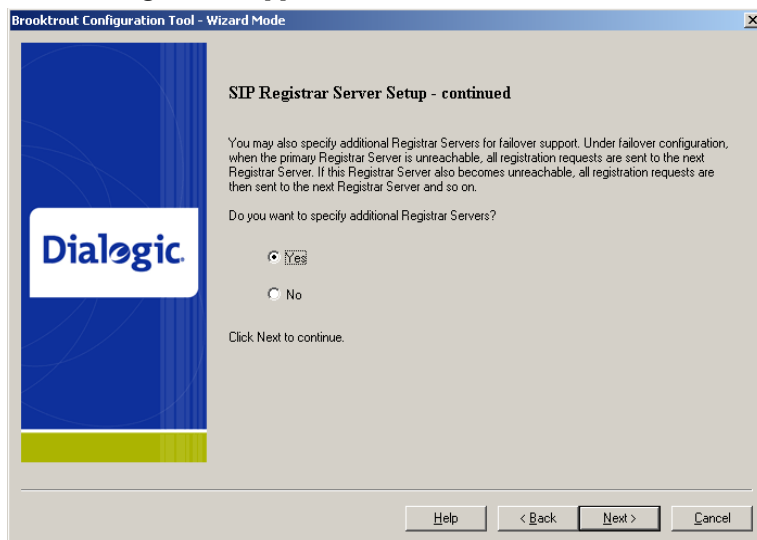 Brooktrout Configuration Tool - Wizard Mode
SIP Registrar Server Setup - continued
You may also specify additional Registrar Servers for failover support. Under failover configuration,
when the primary Registrar Server is unreachable, all registration requests are sent to the next
Registrar Server. If this Registrar Server also becomes unreachable, all registration requests are
then sent to the next Registrar Server and so on.
Do you want to specify additional Registrar Servers?
Dialogic.
Yes
No
Click Next to continue.
Help
< Back
Next >
Cancel